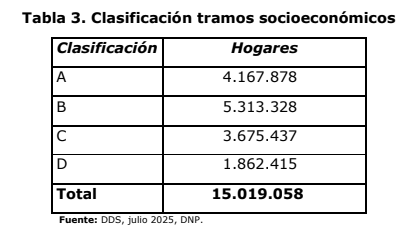 Tabla 3. Clasificación tramos socioeconómicos
Clasificación Hogares
A 4.167.878
B 5.313.328
C 3.675.437
D 1.862.415
Total 15.019.058
Fuente: DDS, julio 2025, DNP.